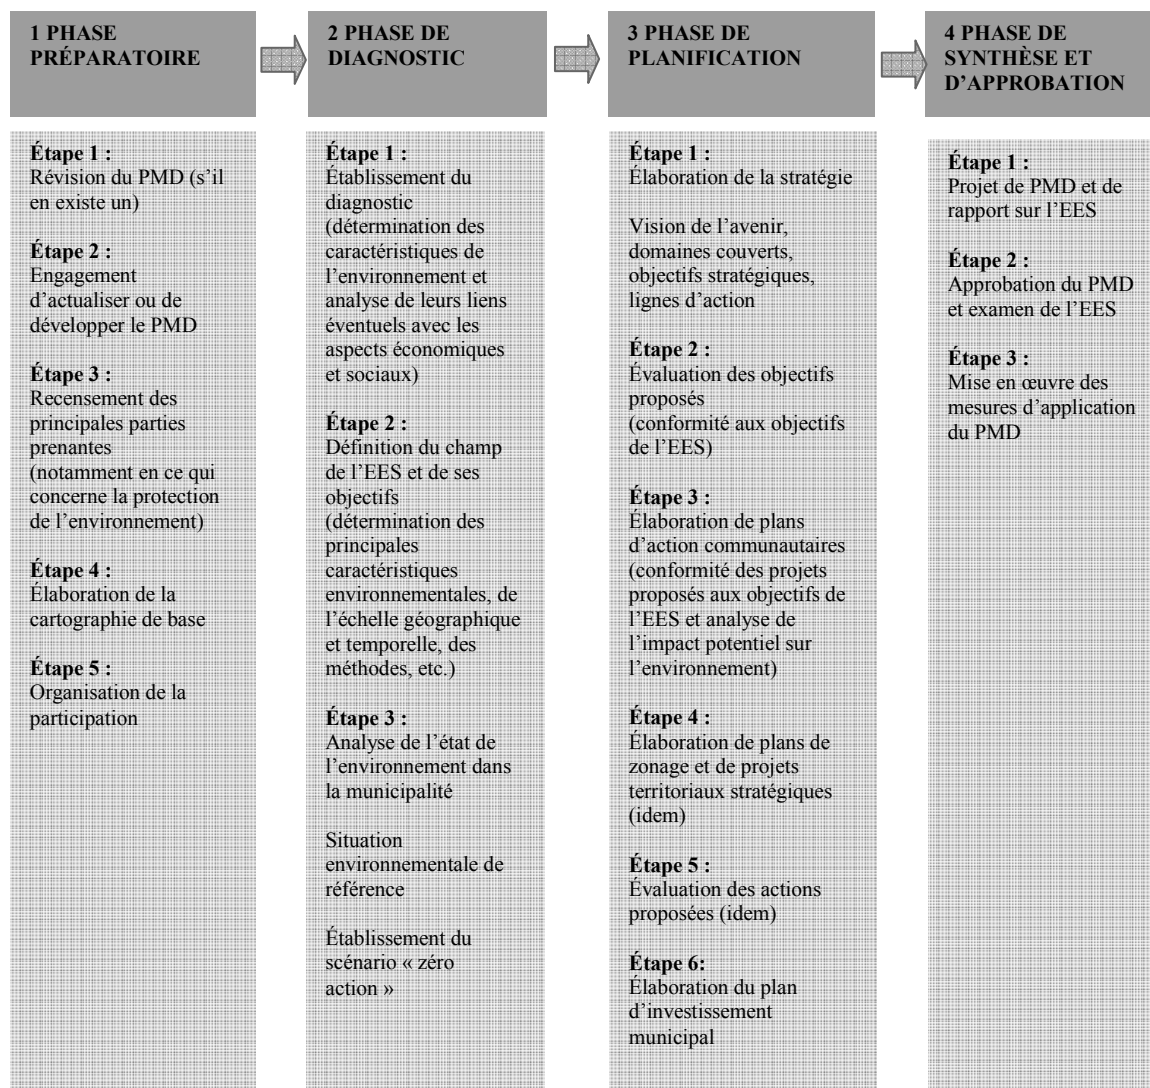 1 PHASE
PRÉPARATOIRE
2 PHASE DE
DIAGNOSTIC
3 PHASE DE
PLANIFICATION
4 PHASE DE
SYNTHÈSE ET
D’APPROBATION
Étape 1 :
Révision du PMD (s’il
en existe un)
Étape 2 :
Engagement
d’actualiser ou de
développer le PMD
Étape 3 :
Recensement des
principales parties
prenantes
(notamment en ce qui
concerne la protection
de l’environnement)
Étape 4 :
Élaboration de la
cartographie de base
Étape 5 :
Organisation de la
participation
Étape 1 :
Établissement du
diagnostic
(détermination des
caractéristiques de
l’environnement et
analyse de leurs liens
éventuels avec les
aspects économiques
et sociaux)
Étape 2 :
Définition du champ
de l’EES et de ses
objectifs
(détermination des
principales
caractéristiques
environnementales, de
l’échelle géographique
et temporelle, des
méthodes, etc.)
Étape 3 :
Analyse de l’état de
l’environnement dans
la municipalité
Situation
environnementale de
référence
Établissement du
scénario « zéro
action »
Étape 1 :
Élaboration de la stratégie
Vision de l’avenir,
domaines couverts,
objectifs stratégiques,
lignes d’action
Étape 2 :
Évaluation des objectifs
proposés
(conformité aux objectifs
de l’EES)
Étape 3 :
Élaboration de plans
d’action communautaires
(conformité des projets
proposés aux objectifs de
l’EES et analyse de
l’impact potentiel sur
l’environnement)
Étape 4 :
Élaboration de plans de
zonage et de projets
territoriaux stratégiques
(idem)
Étape 5 :
Évaluation des actions
proposées (idem)
Étape 6:
Élaboration du plan
d’investissement
municipal
Étape 1 :
Projet de PMD et de
rapport sur l’EES
Étape 2 :
Approbation du PMD
et examen de l’EES
Étape 3 :
Mise en œuvre des
mesures d’application
du PMD